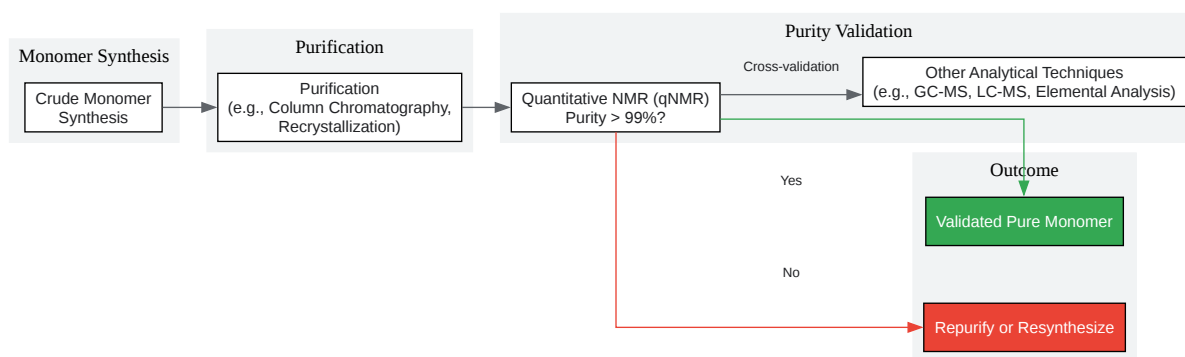 Monomer Synthesis
Crude Monomer
Synthesis
Purification
Purification
(e.g., Column Chromatography,
Recrystallization)
Purity Validation
Quantitative NMR (qNMR)
Purity > 99%?
Cross-validation
Other Analytical Techniques
(e.g., GC-MS, LC-MS, Elemental Analysis)
Yes
No
Outcome
Validated Pure Monomer
Repurify or Resynthesize